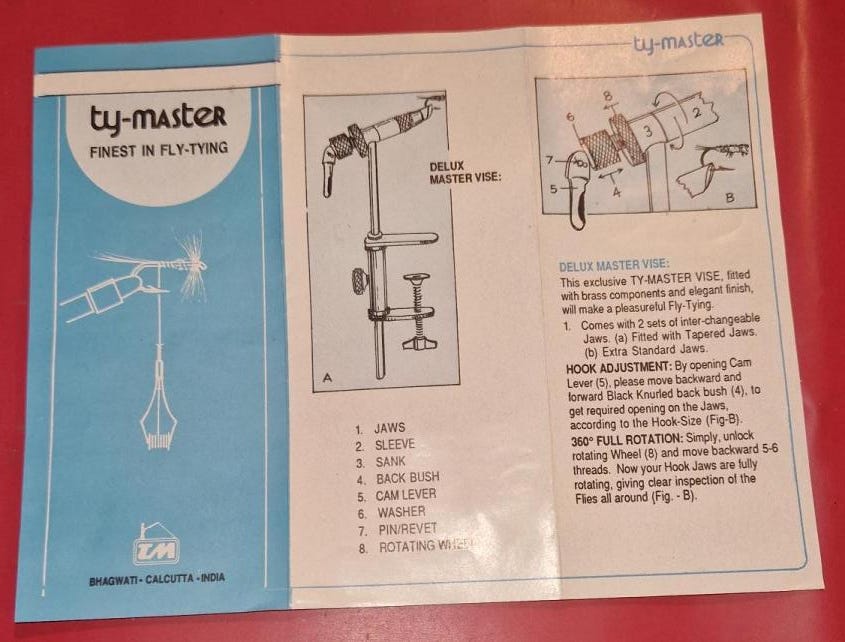 ty-master
FINEST IN FLY-TYING
TM
BHAGWATI - CALCUTTA - INDIA
DELUX
MASTER VISE:
A
1. JAWS
2. SLEEVE
3. SANK
4. BACK BUSH
5. CAM LEVER
6. WASHER
7. PIN/REVET
8. ROTATING WHEEL
ty-master
8
6
3
2
7
5
4
B
DELUX MASTER VISE:
This exclusive TY-MASTER VISE, fitted
with brass components and elegant finish,
will make a pleasureful Fly-Tying.
1. Comes with 2 sets of inter-changeable
Jaws. (a) Fitted with Tapered Jaws.
(b) Extra Standard Jaws.
HOOK ADJUSTMENT: By opening Cam
Lever (5), please move backward and
forward Black Knurled back bush (4), to
get required opening on the Jaws,
according to the Hook-Size (Fig-B).
360° FULL ROTATION: Simply, unlock
rotating Wheel (8) and move backward 5-6
threads. Now your Hook Jaws are fully
rotating, giving clear inspection of the
Flies all around (Fig. - B).